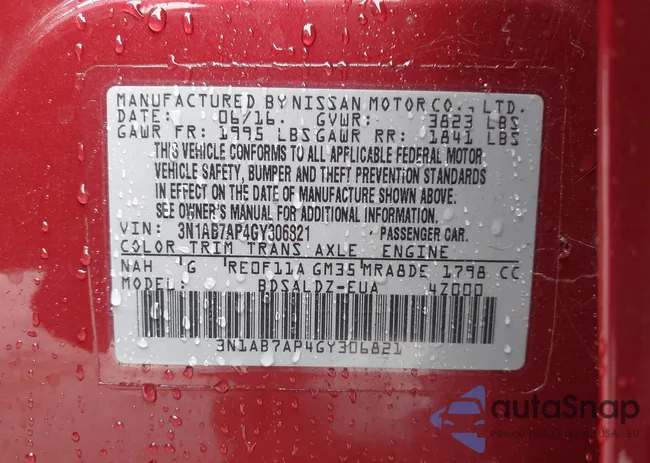 MANUFACTURED BY NISSAN MOTOR CO., LTD.
DATE: 06/16. GVWR: 3823 LBS
GAWR FR: 1995 LBS GAWR RR: 1841 LBS
THIS VEHICLE CONFORMS TO ALL APPLICABLE FEDERAL MOTOR
VEHICLE SAFETY, BUMPER AND THEFT PREVENTION STANDARDS
IN EFFECT ON THE DATE OF MANUFACTURE SHOWN ABOVE.
SEE OWNER'S MANUAL FOR ADDITIONAL INFORMATION.
VIN: 3N1AB7AP4GY306821 · PASSENGER CAR.
COLOR TRIM TRANS AXLE ENGINE
NAH G RE0F11A GM35 MRA8DE 1798 CC
MODEL: BDSALDZ-EUA 4Z000
3N1AB7AP4GY306821
autoSnap